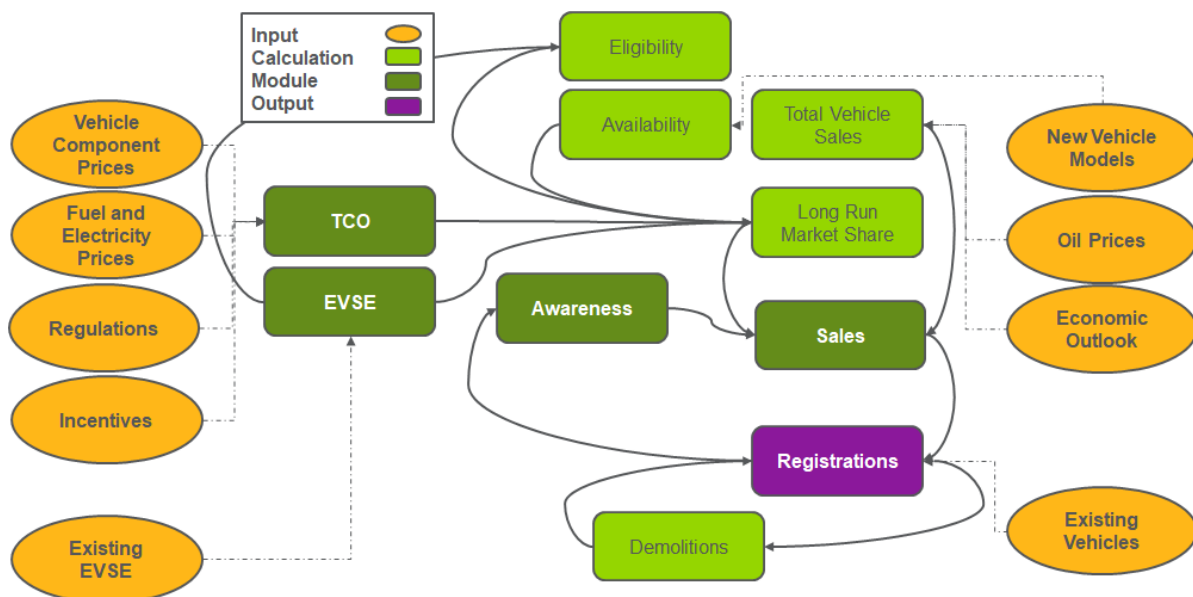 Input
Calculation
Module
Output
Eligibility
Availability
Total Vehicle
Sales
Vehicle
Component
Prices
New Vehicle
Models
Fuel and
Electricity
Prices
TCO
Long Run
Market Share
Oil Prices
EVSE
Awareness
Sales
Regulations
Economic
Outlook
Incentives
Registrations
Existing
EVSE
Demolitions
Existing
Vehicles